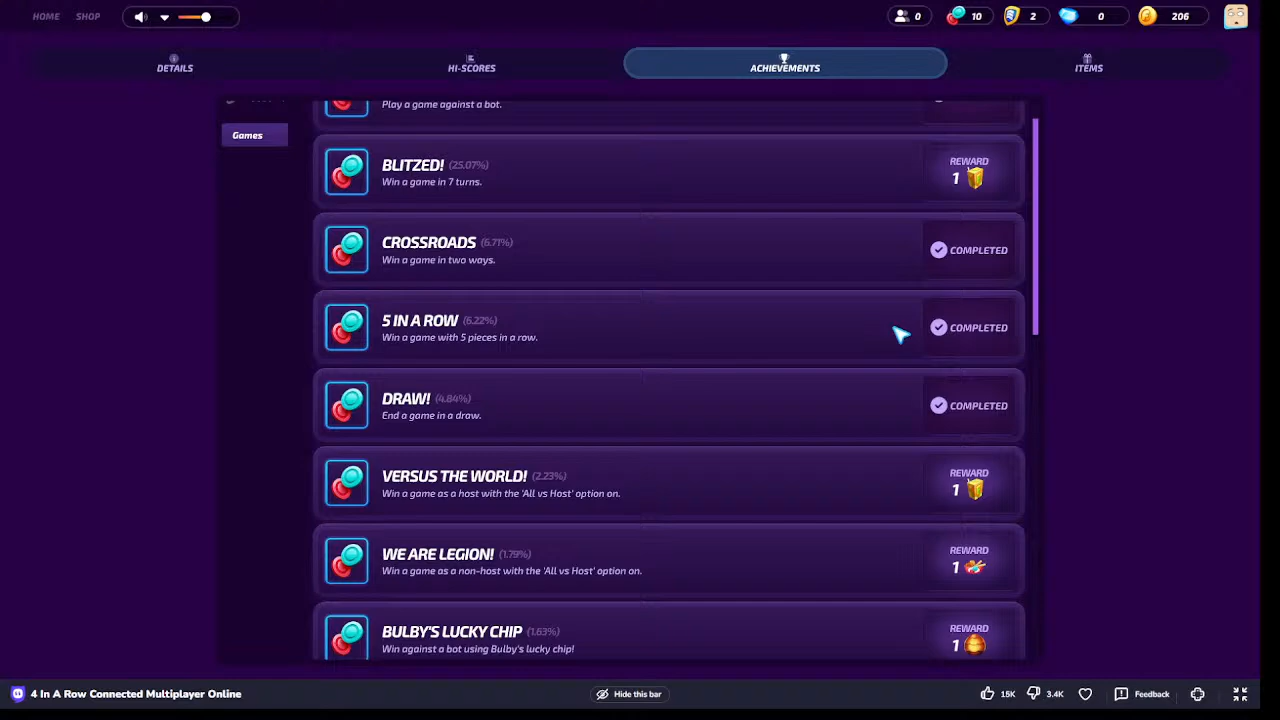 HOME
SHOP
0
10
2
0
206
DETAILS
HI-SCORES
ACHIEVEMENTS
ITEMS
Games
Play a game against a bot.
BLITZED! (25.07%)
Win a game in 7 turns.
REWARD
1
CROSSROADS (6.71%)
Win a game in two ways.
COMPLETED
5 IN A ROW (6.22%)
Win a game with 5 pieces in a row.
COMPLETED
DRAW! (4.84%)
End a game in a draw.
COMPLETED
VERSUS THE WORLD! (2.23%)
Win a game as a host with the 'All vs Host' option on.
REWARD
1
WE ARE LEGION! (1.79%)
Win a game as a non-host with the 'All vs Host' option on.
REWARD
1
BULBY'S LUCKY CHIP (1.63%)
Win against a bot using Bulby's lucky chip!
REWARD
1
4 In A Row Connected Multiplayer Online
Hide this bar
15K
3.4K
Feedback